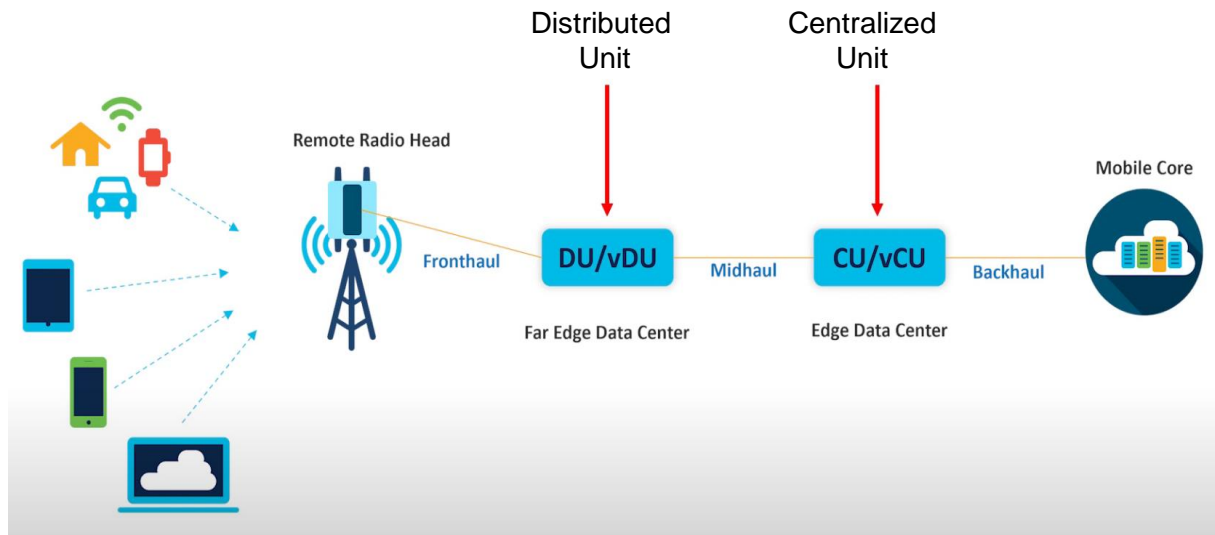 Distributed
Unit
Centralized
Unit
Remote Radio Head
Mobile Core
Fronthaul
DU/vDU
Midhaul
CU/vCU
Backhaul
Far Edge Data Center
Edge Data Center